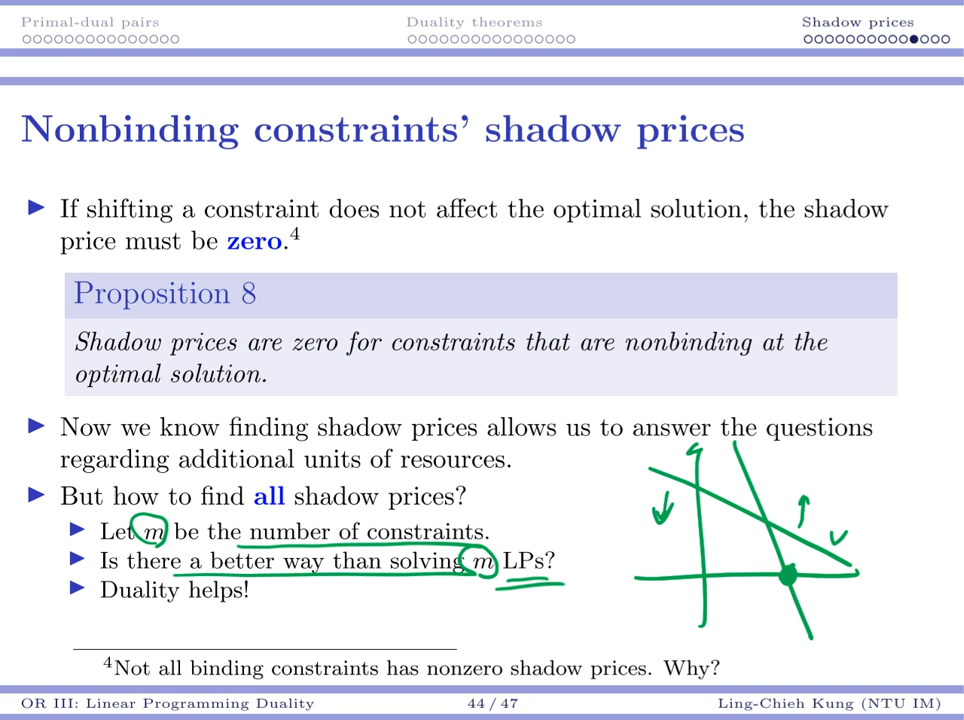 Primal-dual pairs Duality theorems Shadow prices
Nonbinding constraints' shadow prices
If shifting a constraint does not affect the optimal solution, the shadow
price must be zero.4
Proposition 8
Shadow prices are zero for constraints that are nonbinding at the
optimal solution.
Now we know finding shadow prices allows us to answer the questions
regarding additional units of resources.
But how to find all shadow prices?
Let m be the number of constraints.
Is there a better way than solving m LPs?
Duality helps!
4Not all binding constraints has nonzero shadow prices. Why?
OR III: Linear Programming Duality 44 / 47 Ling-Chieh Kung (NTU IM)